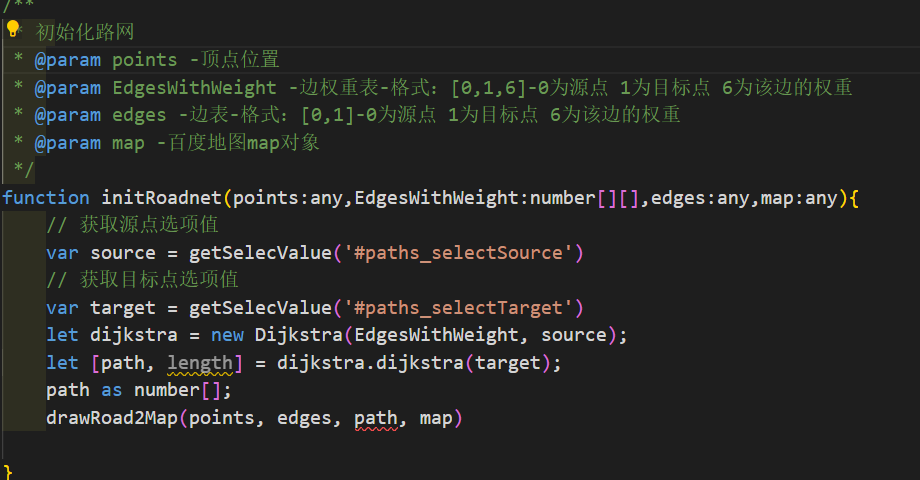 /**
* 初始化路网
* @param points -顶点位置
* @param EdgesWithWeight -边权重表-格式：[0,1,6]-0为源点 1为目标点 6为该边的权重
* @param edges -边表-格式：[0,1]-0为源点 1为目标点 6为该边的权重
* @param map -百度地图map对象
*/
function initRoadnet(points:any,EdgesWithWeight:number[][],edges:any,map:any){
// 获取源点选项值
var source = getSelecValue('#paths_selectSource')
// 获取目标点选项值
var target = getSelecValue('#paths_selectTarget')
let dijkstra = new Dijkstra(EdgesWithWeight, source);
let [path, length] = dijkstra.dijkstra(target);
path as number[];
drawRoad2Map(points, edges, path, map)
}